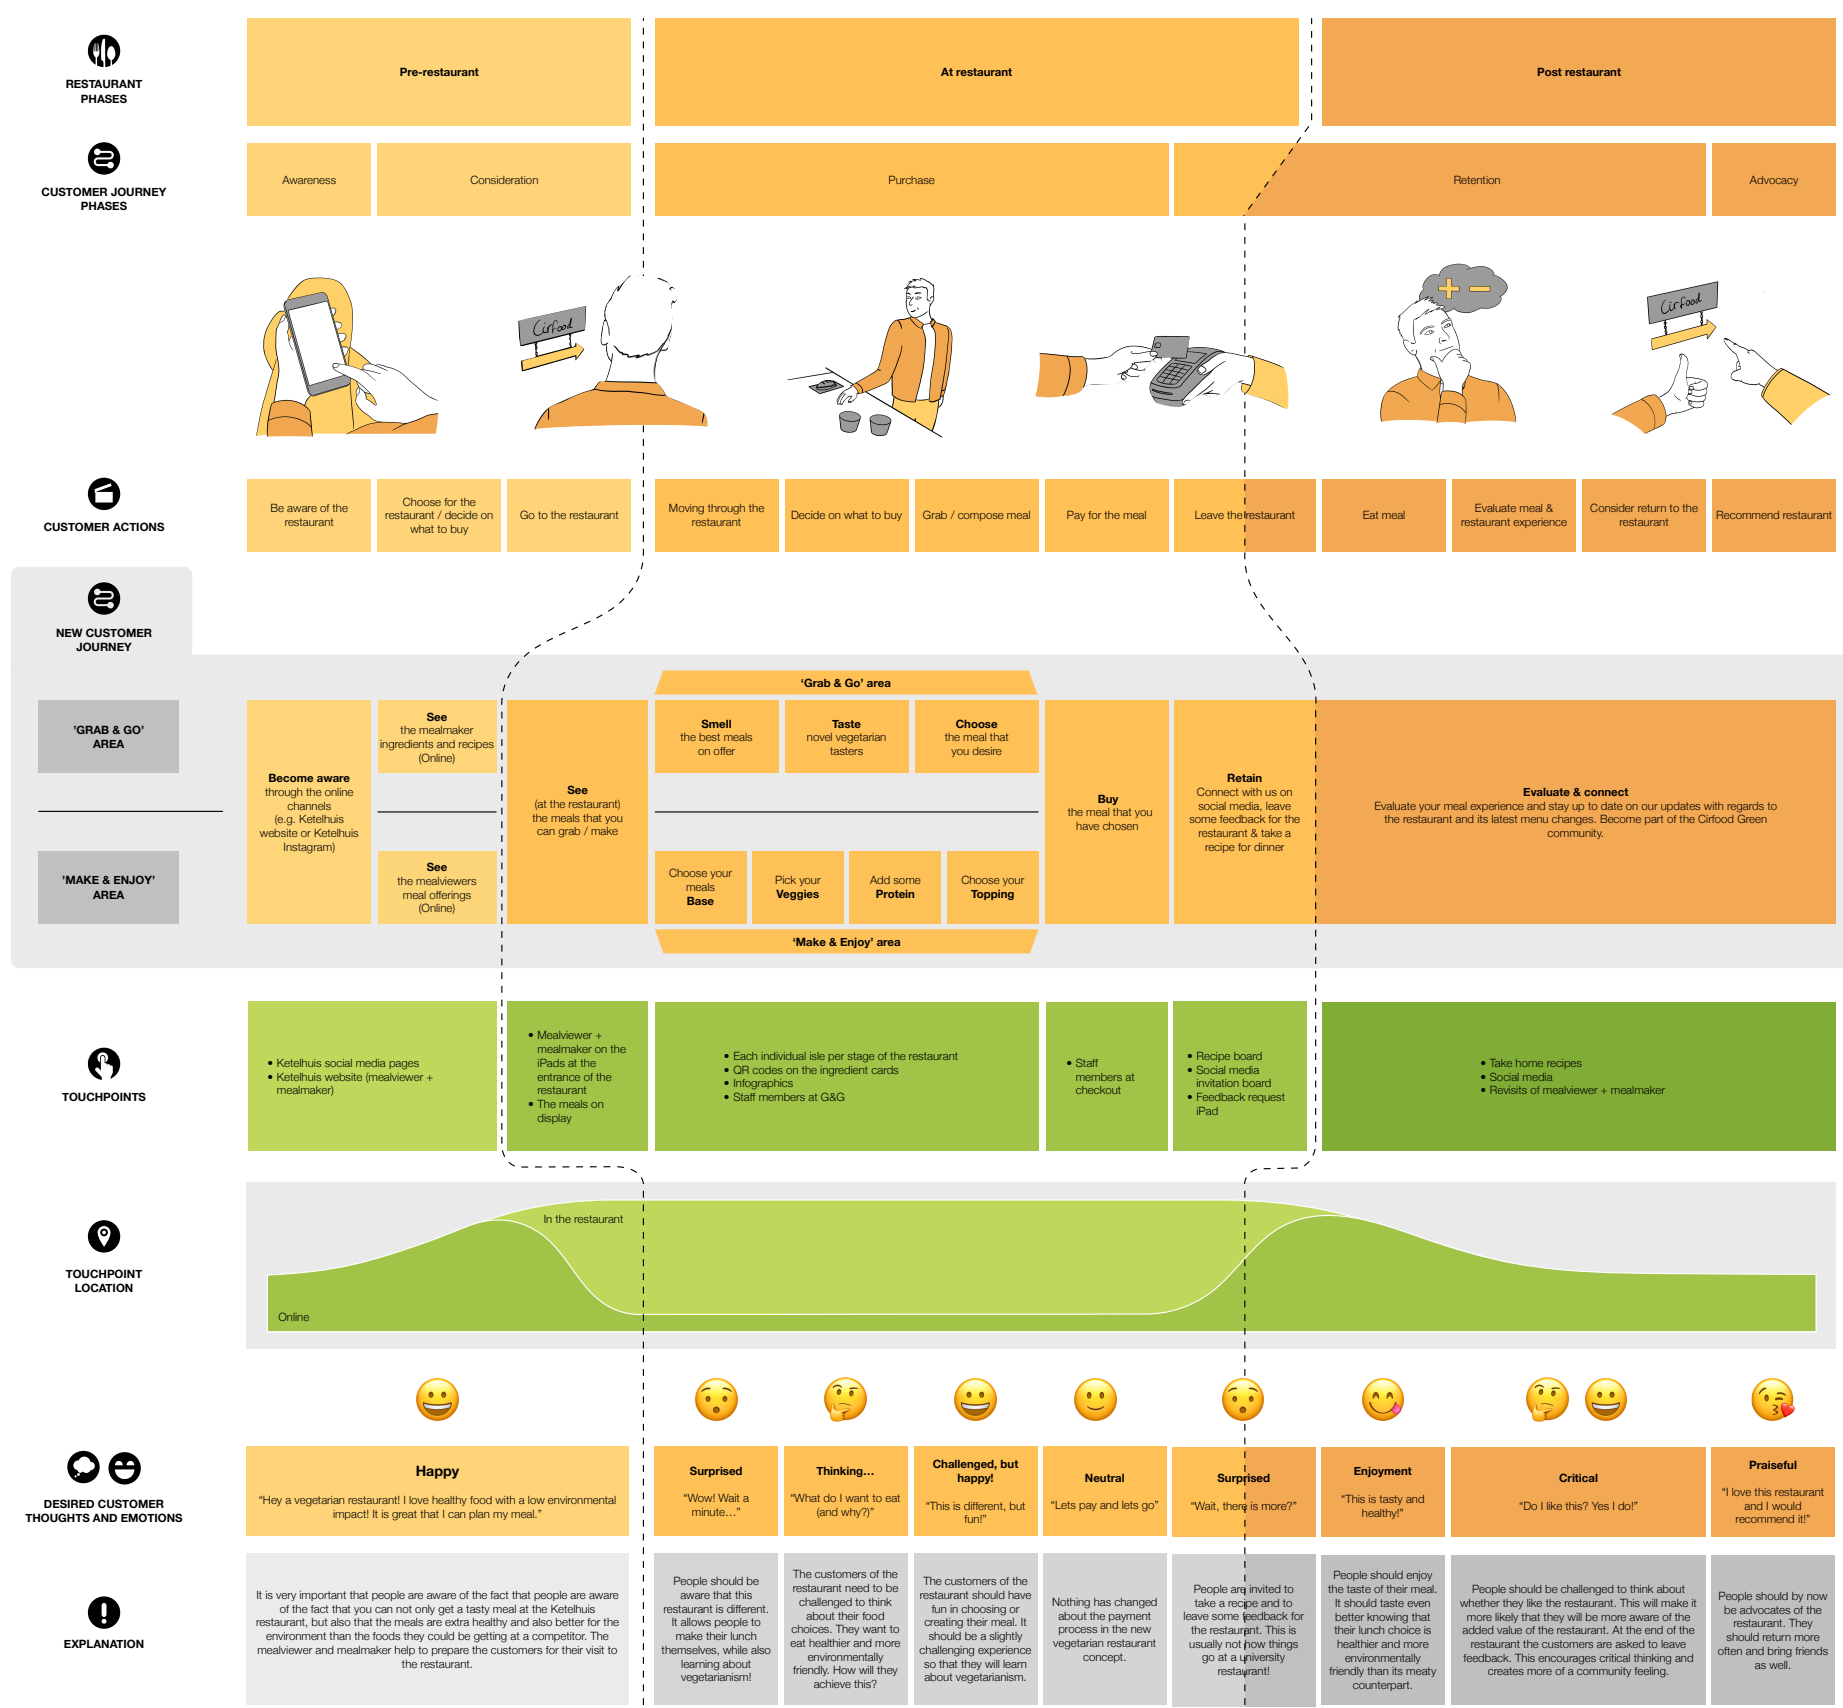 RESTAURANT
PHASES
Pre-restaurant
At restaurant
Post restaurant
CUSTOMER JOURNEY
PHASES
Awareness
Consideration
Purchase
Retention
Advocacy
Cirfood
Cirfood
CUSTOMER ACTIONS
Be aware of the
restaurant
Choose for the
restaurant / decide on
what to buy
Go to the restaurant
Moving through the
restaurant
Decide on what to buy
Grab / compose meal
Pay for the meal
Leave the restaurant
Eat meal
Evaluate meal &
restaurant experience
Consider return to the
restaurant
Recommend restaurant
NEW CUSTOMER
JOURNEY
'GRAB & GO'
AREA
'MAKE & ENJOY'
AREA
Become aware
through the online
channels
(e.g. Ketelhuis
website or Ketelhuis
Instagram)
See
the mealmaker
ingredients and recipes
(Online)
See
the mealviewers
meal offerings
(Online)
See
(at the restaurant)
the meals that you
can grab / make
'Grab & Go' area
Smell
the best meals
on offer
Taste
novel vegetarian
tasters
Choose
the meal that
you desire
Choose your
meals
Base
Pick your
Veggies
Add some
Protein
Choose your
Topping
'Make & Enjoy' area
Buy
the meal that you
have chosen
Retain
Connect with us on
social media, leave
some feedback for the
restaurant & take a
recipe for dinner
Evaluate & connect
Evaluate your meal experience and stay up to date on our updates with regards to
the restaurant and its latest menu changes. Become part of the Cirfood Green
community.
TOUCHPOINTS
• Ketelhuis social media pages
• Ketelhuis website (mealviewer +
mealmaker)
• Mealviewer +
mealmaker on the
iPads at the
entrance of the
restaurant
• The meals on
display
• Each individual isle per stage of the restaurant
• QR codes on the ingredient cards
• Infographics
• Staff members at G&G
• Staff
members at
checkout
• Recipe board
• Social media
invitation board
• Feedback request
iPad
• Take home recipes
• Social media
• Revisits of mealviewer + mealmaker
TOUCHPOINT
LOCATION
In the restaurant
Online
DESIRED CUSTOMER
THOUGHTS AND EMOTIONS
Happy
“Hey a vegetarian restaurant! I love healthy food with a low environmental
impact! It is great that I can plan my meal.”
Surprised
“Wow! Wait a
minute…”
Thinking…
“What do I want to eat
(and why?)”
Challenged, but
happy!
“This is different, but
fun!”
Neutral
“Lets pay and lets go”
Surprised
“Wait, there is more?”
Enjoyment
“This is tasty and
healthy!”
Critical
“Do I like this? Yes I do!”
Praiseful
“I love this restaurant
and I would
recommend it!”
EXPLANATION
It is very important that people are aware of the fact that people are aware
of the fact that you can not only get a tasty meal at the Ketelhuis
restaurant, but also that the meals are extra healthy and also better for the
environment than the foods they could be getting at a competitor. The
mealviewer and mealmaker help to prepare the customers for their visit to
the restaurant.
People should be
aware that this
restaurant is different.
It allows people to
make their lunch
themselves, while also
learning about
vegetarianism!
The customers of the
restaurant need to be
challenged to think
about their food
choices. They want to
eat healthier and more
environmentally
friendly. How will they
achieve this?
The customers of the
restaurant should have
fun in choosing or
creating their meal. It
should be a slightly
challenging experience
so that they will learn
about vegetarianism.
Nothing has changed
about the payment
process in the new
vegetarian restaurant
concept.
People are invited to
take a recipe and to
leave some feedback for
the restaurant. This is
usually not how things
go at a university
restaurant!
People should enjoy
the taste of their meal.
It should taste even
better knowing that
their lunch choice is
healthier and more
environmentally
friendly than its meaty
counterpart.
People should be challenged to think about
whether they like the restaurant. This will make it
more likely that they will be more aware of the
added value of the restaurant. At the end of the
restaurant the customers are asked to leave
feedback. This encourages critical thinking and
creates more of a community feeling.
People should by now
be advocates of the
restaurant. They
should return more
often and bring friends
as well.